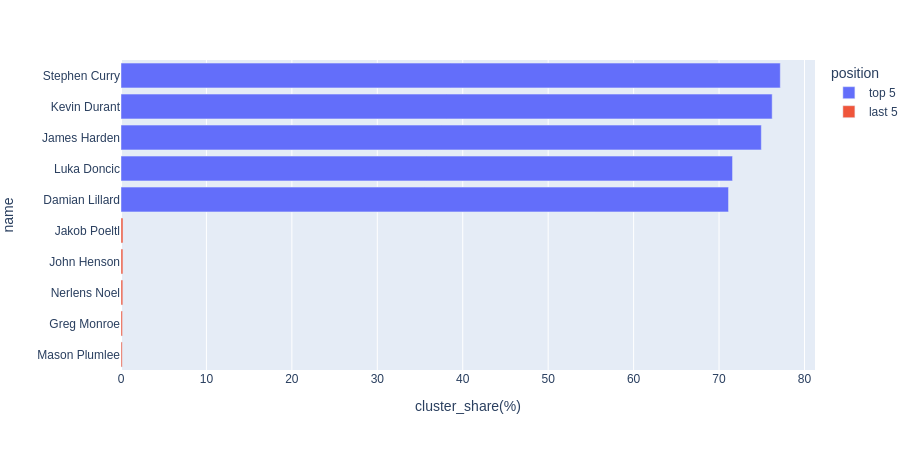 Stephen Curry
Kevin Durant
James Harden
Luka Doncic
Damian Lillard
Jakob Poeltl
John Henson
Nerlens Noel
Greg Monroe
Mason Plumlee
name
0 10 20 30 40 50 60 70 80
cluster_share(%)
position
top 5
last 5